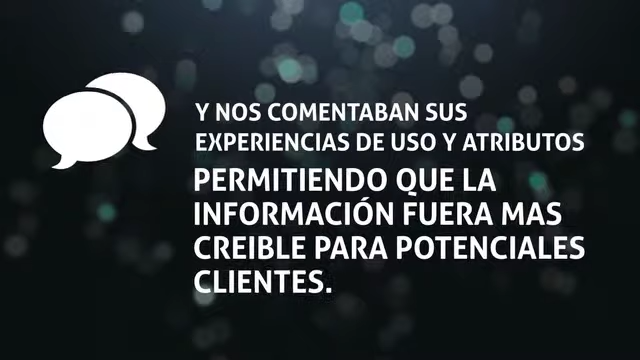 Y NOS COMENTABAN SUS
EXPERIENCIAS DE USO Y ATRIBUTOS
PERMITIENDO QUE LA
INFORMACIÓN FUERA MAS
CREIBLE PARA POTENCIALES
CLIENTES.